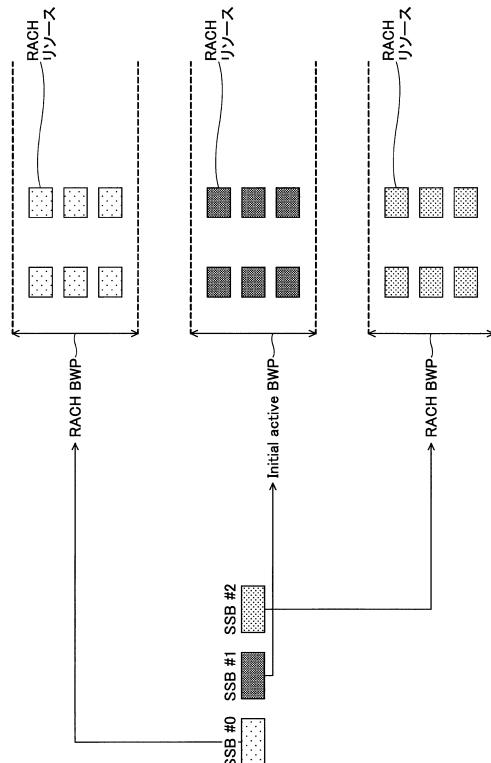 RACH
リソース
RACH
リソース
RACH
リソース
RACH BWP
Initial active BWP
RACH BWP
SSB #0
SSB #1
SSB #2